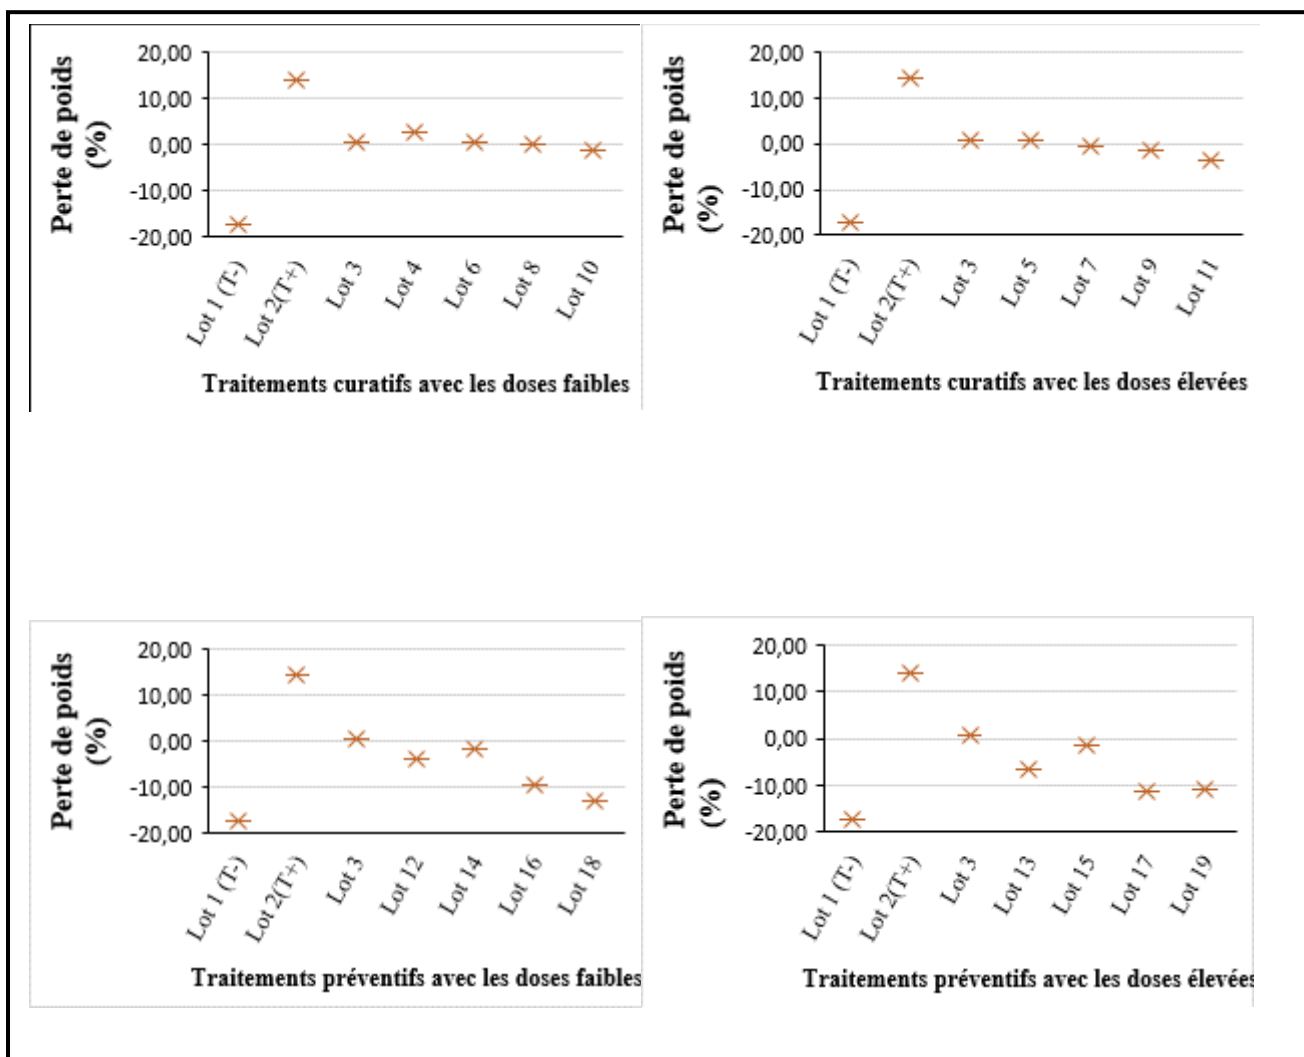 Perte de poids
(%)
20,00
10,00
0,00
-10,00
-20,00
Lot 1 (T-)
Lot 2(T+)
Lot 3
Lot 4
Lot 6
Lot 8
Lot 10
Traitements curatifs avec les doses faibles
Perte de poids
(%)
20,00
10,00
0,00
-10,00
-20,00
Lot 1 (T-)
Lot 2(T+)
Lot 3
Lot 5
Lot 7
Lot 9
Lot 11
Traitements curatifs avec les doses élevées
Perte de poids
(%)
20,00
10,00
0,00
-10,00
-20,00
Lot 1 (T-)
Lot 2(T+)
Lot 3
Lot 12
Lot 14
Lot 16
Lot 18
Traitements préventifs avec les doses faibles
Perte de poids
(%)
20,00
10,00
0,00
-10,00
-20,00
Lot 1 (T-)
Lot 2(T+)
Lot 3
Lot 13
Lot 15
Lot 17
Lot 19
Traitements préventifs avec les doses élevées